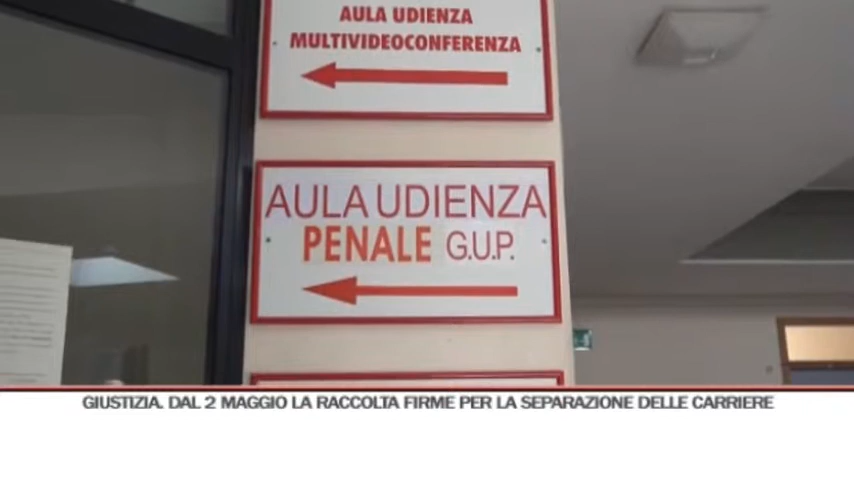 AULA UDIENZA
MULTIVIDEOCONFERENZA
AULA UDIENZA
PENALE G.U.P.
GIUSTIZIA. DAL 2 MAGGIO LA RACCOLTA FIRME PER LA SEPARAZIONE DELLE CARRIERE